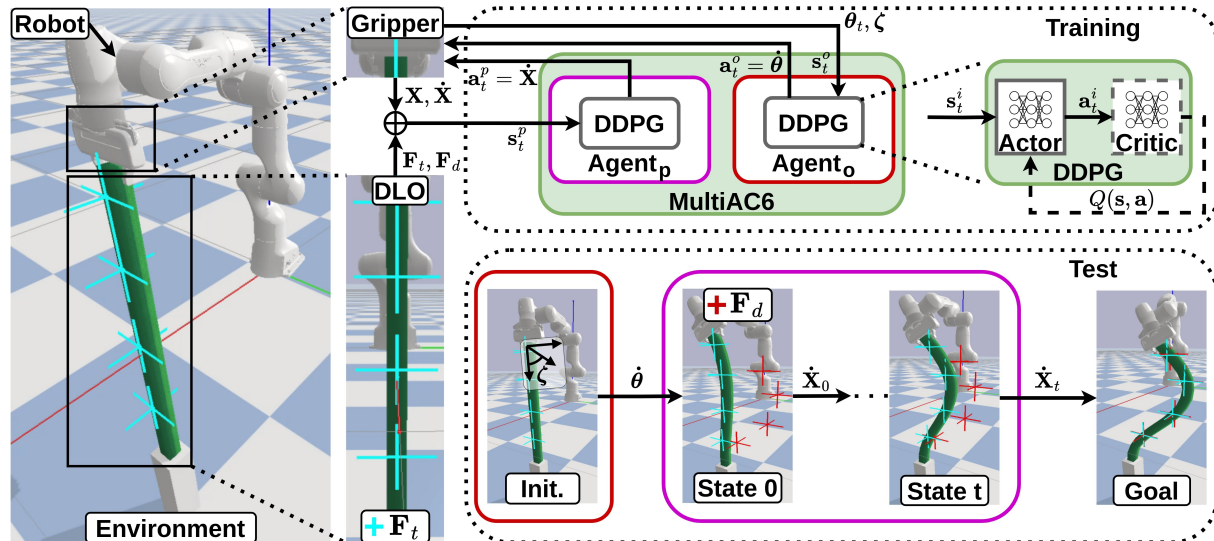 Robot
Gripper
θ_t, ζ
Training
a_t^p = Ẋ
a_t^o = θ̇
s_t^o
X, Ẋ
s_t^p
DDPG
Agent_p
DDPG
Agent_o
MultiAC6
s_t^i
a_t^i
Actor
Critic
DDPG
Q(s, a)
F_t, F_d
DLO
Test
+ F_d
ζ
θ̇
Ẋ_0
...
Ẋ_t
Init.
State 0
State t
Goal
Environment
+ F_t